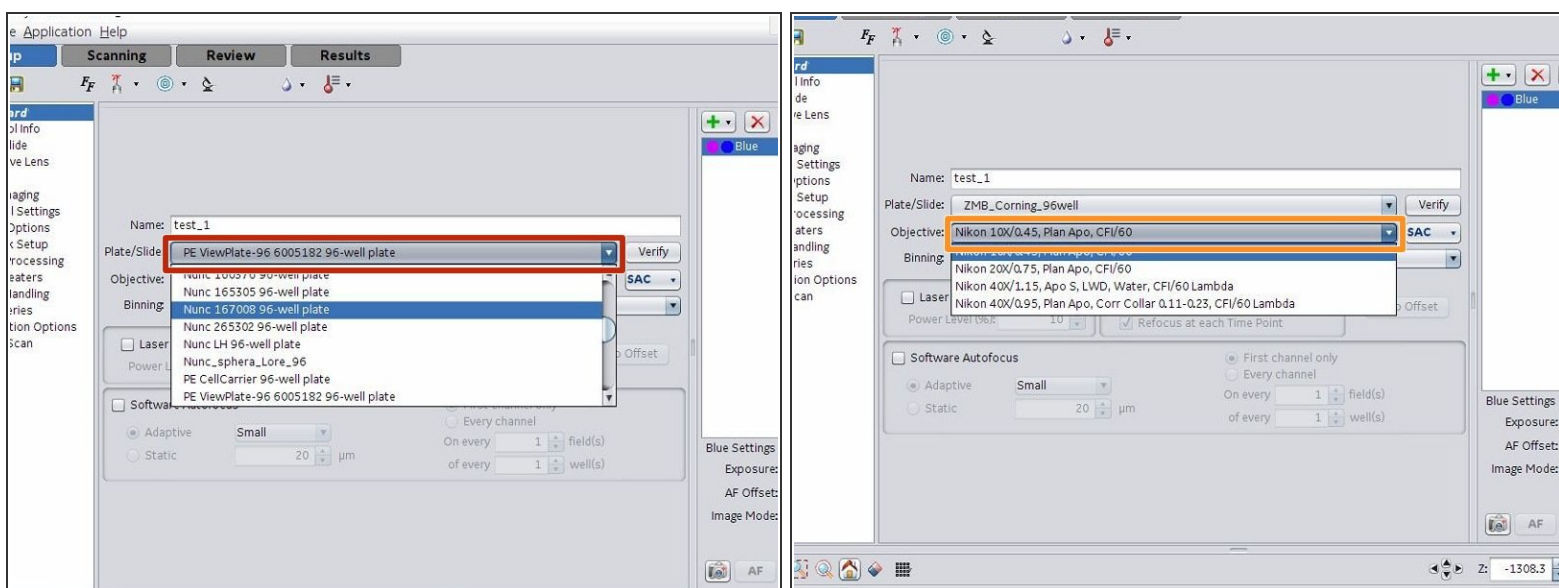 e Application Help
Scanning Review Results
FF
ol Info
lide
ve Lens
aging
l Settings
Options
k Setup
rocessing
eaters
landling
eries
tion Options
Scan
Name: test_1
Plate/Slide: PE ViewPlate-96 6005182 96-well plate Verify
Objective: SAC
Binning:
Nunc 165305 96-well plate
Nunc 167008 96-well plate
Nunc 265302 96-well plate
Nunc LH 96-well plate
Nunc_sphera_Lore_96
PE CellCarrier 96-well plate
PE ViewPlate-96 6005182 96-well plate
Laser
Power L
Offset
Softwar
Every channel
Adaptive Small On every 1 field(s)
Static 20 µm of every 1 well(s)
Blue
Blue Settings
Exposure:
AF Offset:
Image Mode:
AF
FF
rd
l Info
de
ve Lens
aging
Settings
ptions
Setup
rocessing
aters
andling
ries
ion Options
can
Name: test_1
Plate/Slide: ZMB_Corning_96well Verify
Objective: Nikon 10X/0.45, Plan Apo, CFI/60 SAC
Binning:
Nikon 20X/0.75, Plan Apo, CFI/60
Nikon 40X/1.15, Apo S, LWD, Water, CFI/60 Lambda
Nikon 40X/0.95, Plan Apo, Corr Collar 0.11-0.23, CFI/60 Lambda
Laser
Power Level (%): 10 Refocus at each Time Point
Offset
Software Autofocus First channel only
Every channel
Adaptive Small On every 1 field(s)
Static 20 µm of every 1 well(s)
Blue
Blue Settings
Exposure:
AF Offset:
Image Mode:
AF
Z: -1308.3